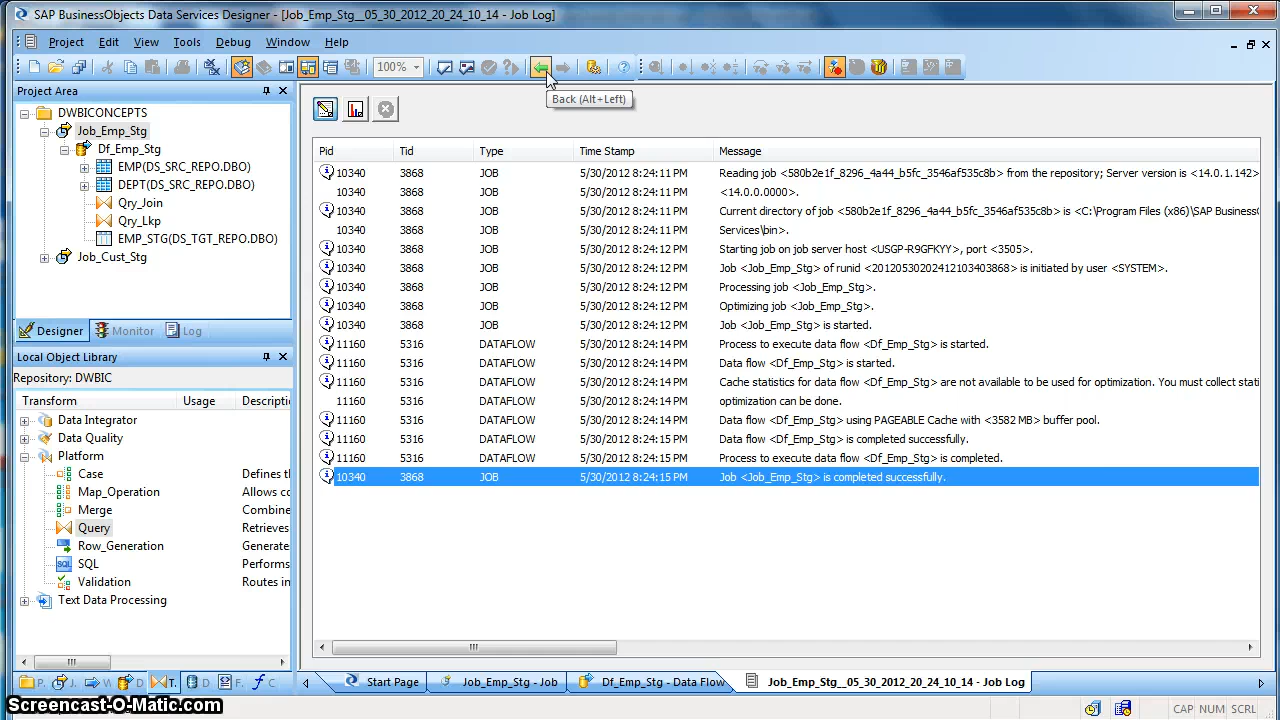 SAP BusinessObjects Data Services Designer - [Job_Emp_Stg__05_30_2012_20_24_10_14 - Job Log]
Project Edit View Tools Debug Window Help
100%
Back (Alt+Left)
Project Area
DWBICONCEPTS
Job_Emp_Stg
Df_Emp_Stg
EMP(DS_SRC_REPO.DBO)
DEPT(DS_SRC_REPO.DBO)
Qry_Join
Qry_Lkp
EMP_STG(DS_TGT_REPO.DBO)
Job_Cust_Stg
Designer Monitor Log
Local Object Library
Repository: DWBIC
Transform Usage Descripti
Data Integrator
Data Quality
Platform
Case Defines t
Map_Operation Allows co
Merge Combine
Query Retrieves
Row_Generation Generate
SQL Performs
Validation Routes in
Text Data Processing
P. J. W D T. D F. C
Pid Tid Type Time Stamp Message
10340 3868 JOB 5/30/2012 8:24:11 PM Reading job <580b2e1f_8296_4a44_b5fc_3546af535c8b> from the repository; Server version is <14.0.1.142>
10340 3868 JOB 5/30/2012 8:24:11 PM <14.0.0.0000>.
10340 3868 JOB 5/30/2012 8:24:11 PM Current directory of job <580b2e1f_8296_4a44_b5fc_3546af535c8b> is <C:\Program Files (x86)\SAP Business
10340 3868 JOB 5/30/2012 8:24:11 PM Services\bin>.
10340 3868 JOB 5/30/2012 8:24:12 PM Starting job on job server host <USGP-R9GFKYY>, port <3505>.
10340 3868 JOB 5/30/2012 8:24:12 PM Job <Job_Emp_Stg> of runid <2012053020241210340​3868> is initiated by user <SYSTEM>.
10340 3868 JOB 5/30/2012 8:24:12 PM Processing job <Job_Emp_Stg>.
10340 3868 JOB 5/30/2012 8:24:12 PM Optimizing job <Job_Emp_Stg>.
10340 3868 JOB 5/30/2012 8:24:12 PM Job <Job_Emp_Stg> is started.
11160 5316 DATAFLOW 5/30/2012 8:24:14 PM Process to execute data flow <Df_Emp_Stg> is started.
11160 5316 DATAFLOW 5/30/2012 8:24:14 PM Data flow <Df_Emp_Stg> is started.
11160 5316 DATAFLOW 5/30/2012 8:24:14 PM Cache statistics for data flow <Df_Emp_Stg> are not available to be used for optimization. You must collect stati
11160 5316 DATAFLOW 5/30/2012 8:24:14 PM optimization can be done.
11160 5316 DATAFLOW 5/30/2012 8:24:14 PM Data flow <Df_Emp_Stg> using PAGEABLE Cache with <3582 MB> buffer pool.
11160 5316 DATAFLOW 5/30/2012 8:24:15 PM Data flow <Df_Emp_Stg> is completed successfully.
11160 5316 DATAFLOW 5/30/2012 8:24:15 PM Process to execute data flow <Df_Emp_Stg> is completed.
10340 3868 JOB 5/30/2012 8:24:15 PM Job <Job_Emp_Stg> is completed successfully.
Start Page Job_Emp_Stg - Job Df_Emp_Stg - Data Flow Job_Emp_Stg__05_30_2012_20_24_10_14 - Job Log
Screencast-O-Matic.com
CAP NUM SCRL